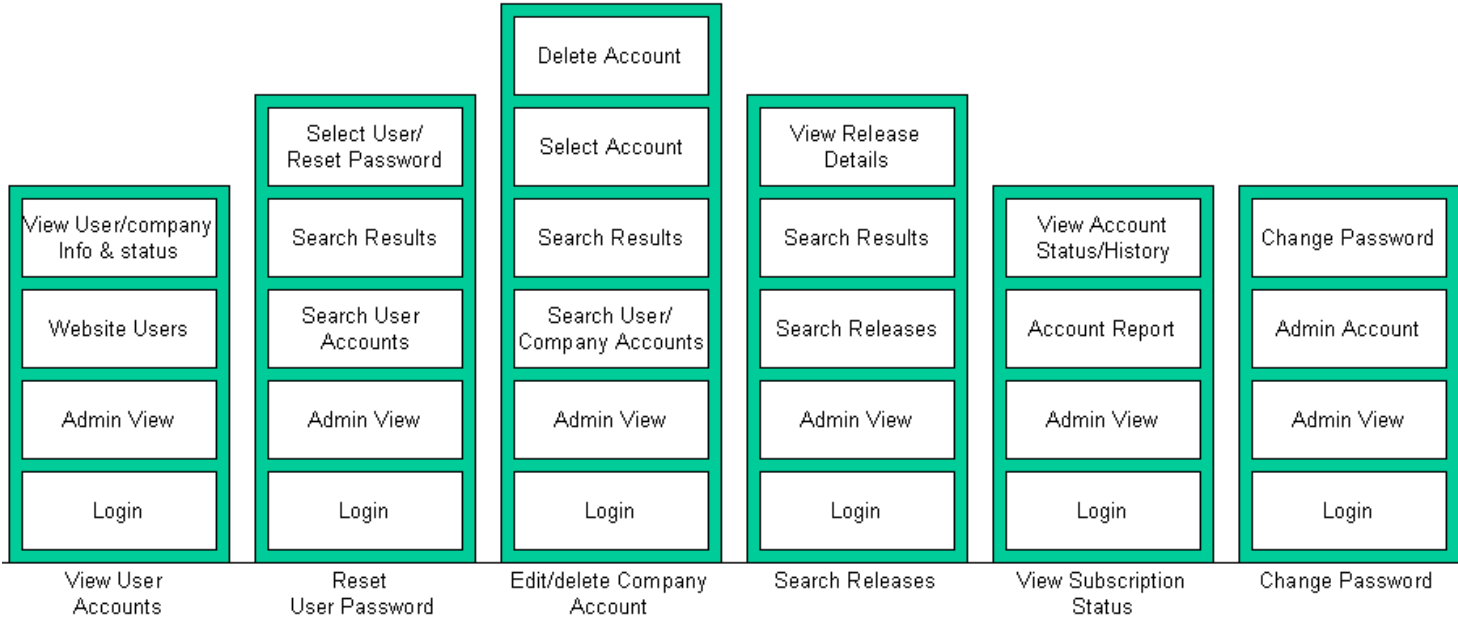 Delete Account
Select User/
Reset Password
Select Account
View Release
Details
View User/company
Info & status
Search Results
Search Results
Search Results
View Account
Status/History
Change Password
Website Users
Search User
Accounts
Search User/
Company Accounts
Search Releases
Account Report
Admin Account
Admin View
Admin View
Admin View
Admin View
Admin View
Admin View
Login
Login
Login
Login
Login
Login
View User
Accounts
Reset
User Password
Edit/delete Company
Account
Search Releases
View Subscription
Status
Change Password